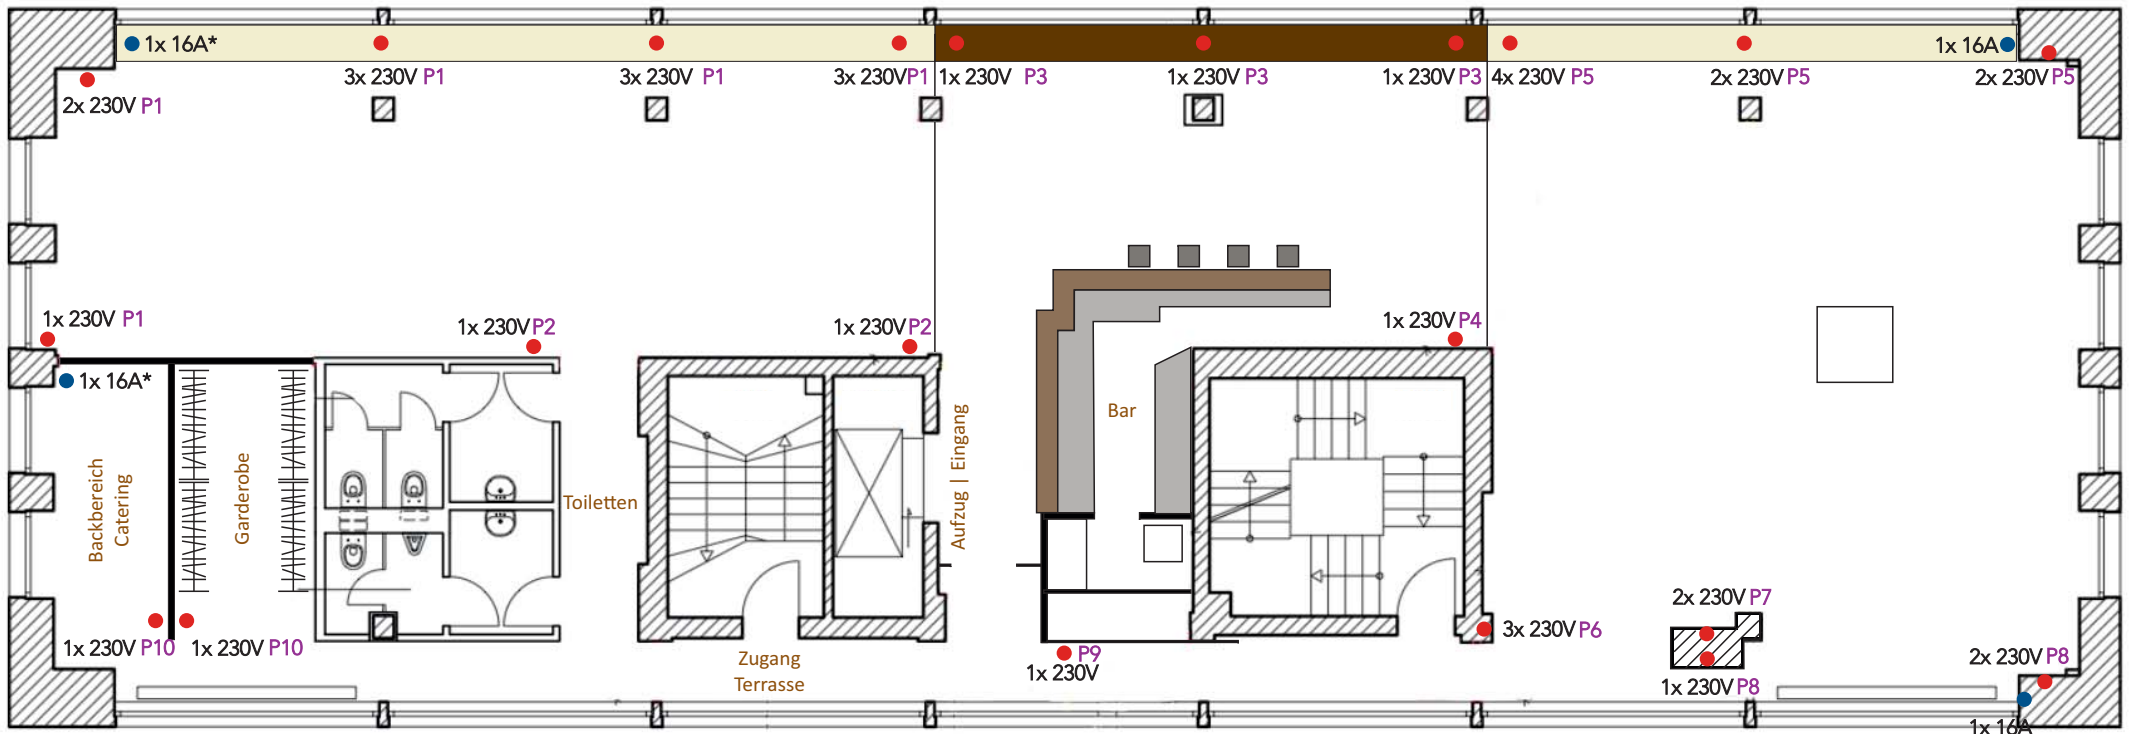 1x 16A*
1x 16A
3x 230V P1
3x 230V P1
3x 230V P1
1x 230V P3
1x 230V P3
1x 230V P3
4x 230V P5
2x 230V P5
2x 230V P5
2x 230V P1
1x 230V P1
1x 230V P2
1x 230V P2
1x 230V P4
1x 16A*
Bar
Backbereich
Catering
Garderobe
Toiletten
Aufzug | Eingang
2x 230V P7
3x 230V P6
1x 230V P10
1x 230V P10
Zugang
Terrasse
P9
1x 230V
2x 230V P8
1x 230V P8
1x 16A